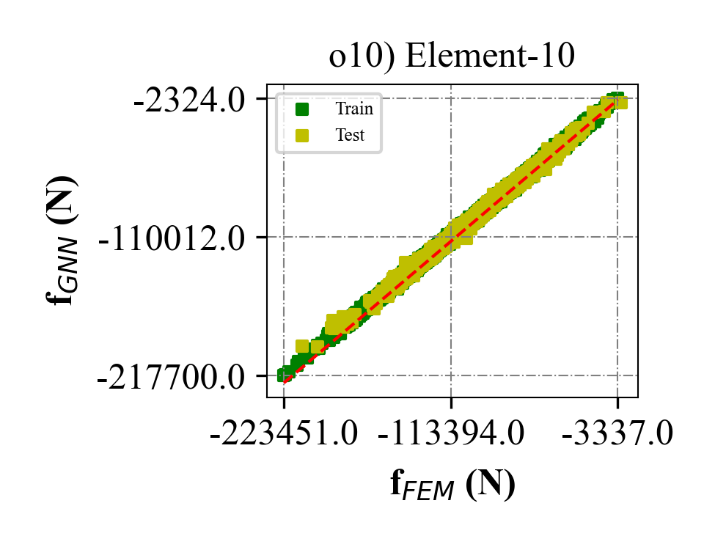 o10) Element-10
-2324.0
Train
Test
-110012.0
-217700.0
f_GNN (N)
-223451.0 -113394.0 -3337.0
f_FEM (N)